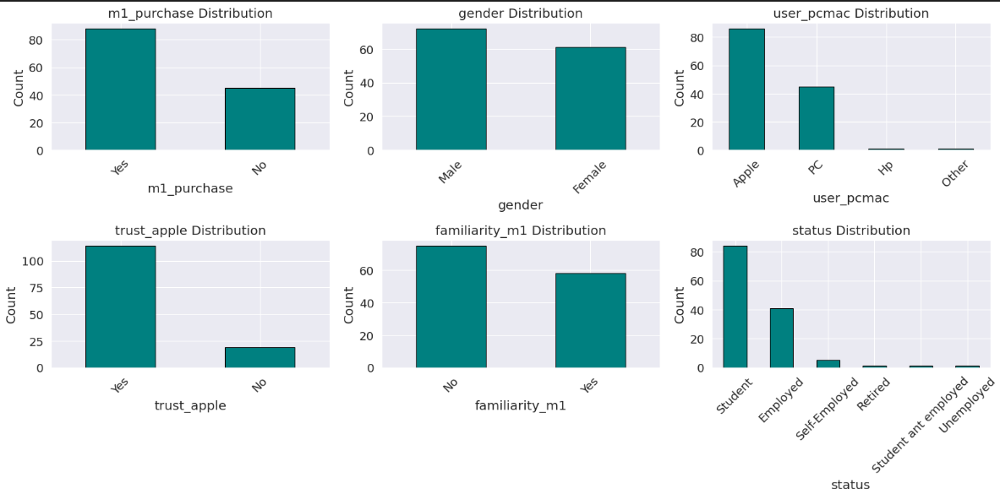 m1_purchase Distribution
80
60
40
20
0
Count
Yes
No
m1_purchase
gender Distribution
60
40
20
0
Count
Male
Female
gender
user_pcmac Distribution
80
60
40
20
0
Count
Apple
PC
Hp
Other
user_pcmac
trust_apple Distribution
100
75
50
25
0
Count
Yes
No
trust_apple
familiarity_m1 Distribution
60
40
20
0
Count
No
Yes
familiarity_m1
status Distribution
80
60
40
20
0
Count
Student
Employed
Self-Employed
Retired
Student ant employed
Unemployed
status